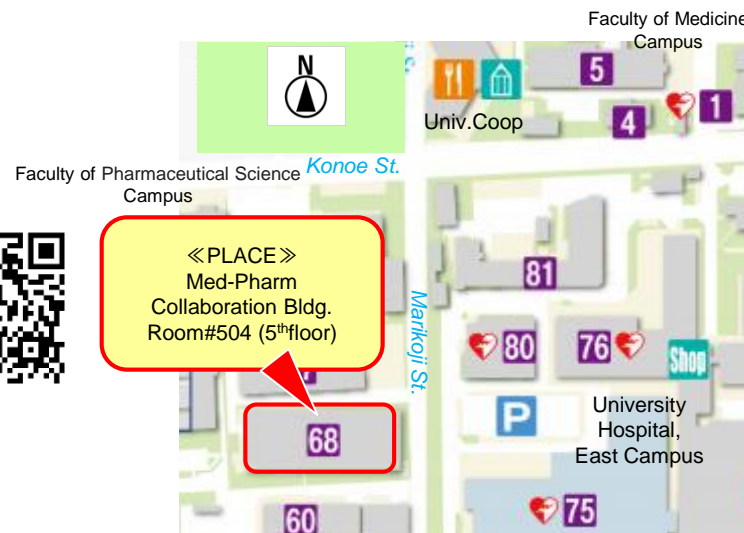 Faculty of Medicine
Campus
N
5
1
Univ.Coop
4
Konoe St.
Faculty of Pharmaceutical Science
Campus
≪PLACE≫
Med-Pharm
Collaboration Bldg.
Room#504 (5thfloor)
81
Marikoji St.
80
76
Shop
P
University
Hospital,
East Campus
68
75
60